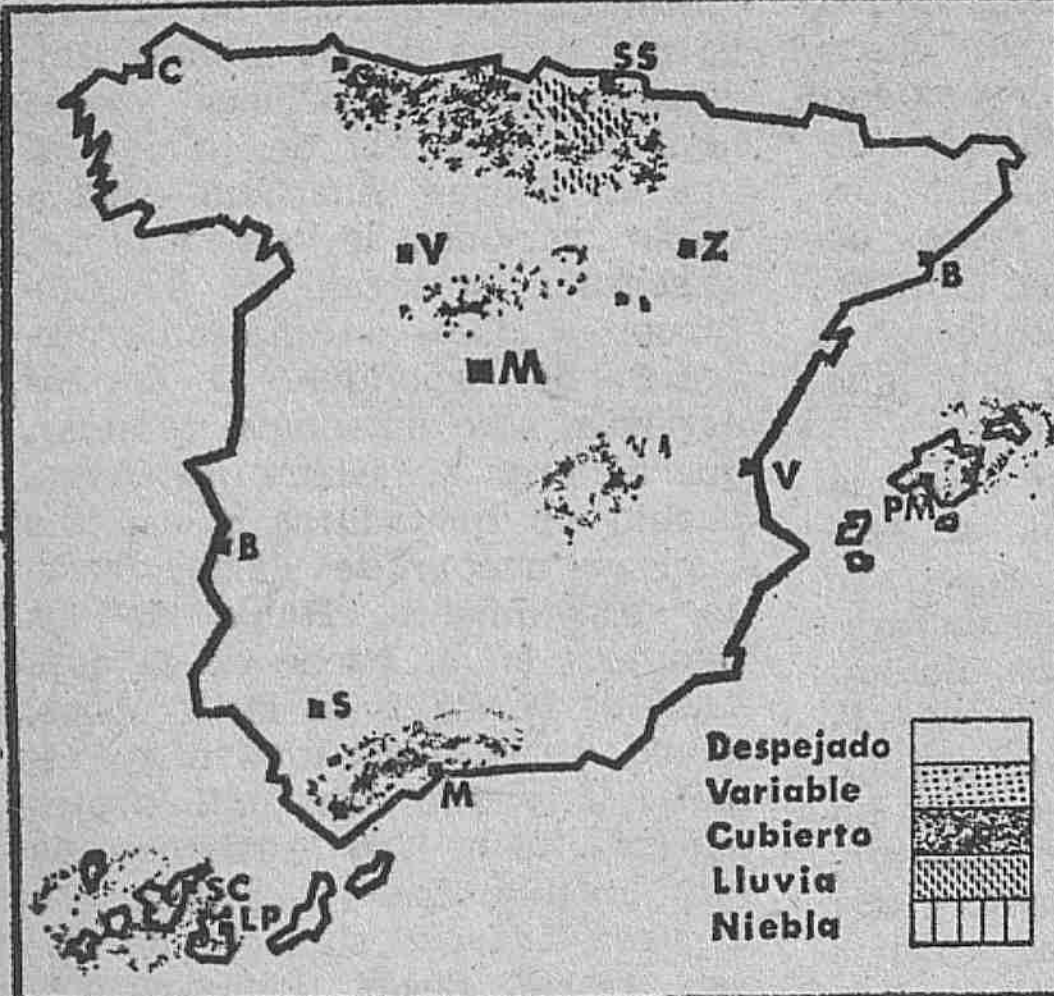 C
G
SS
V
Z
B
M
V
PM
B
S
M
SC
LP
Despejado
Variable
Cubierto
Lluvia
Niebla